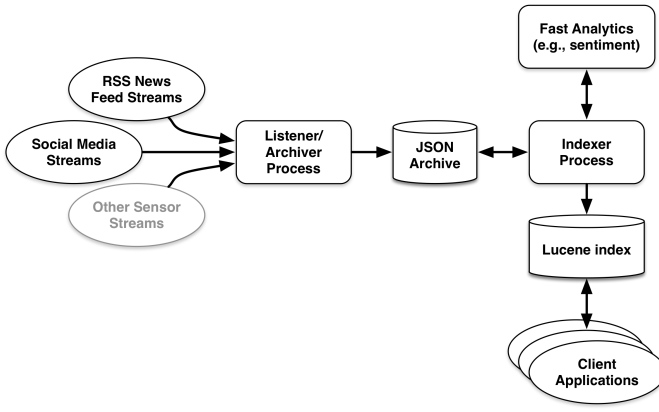 Fast Analytics
(e.g., sentiment)
RSS News
Feed Streams
Social Media
Streams
Other Sensor
Streams
Listener/
Archiver
Process
JSON
Archive
Indexer
Process
Lucene index
Client
Applications